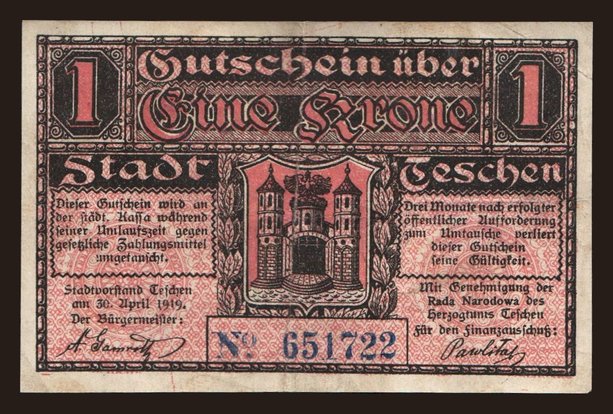 1 Gutschein über 1
Eine Krone
Stadt Teschen
Dieser Gutschein wird an
der städt. Kassa während
seiner Umlaufszeit gegen
gesetzliche Zahlungsmittel
umgetauscht.
Stadtvorstand Teschen
am 30. April 1919.
Der Bürgermeister:
Drei Monate nach erfolgter
öffentlicher Aufforderung
zum Umtausche verliert
dieser Gutschein
seine Gültigkeit.
Mit Genehmigung der
Rada Narodowa des
Herzogtums Teschen
Für den Finanzausschuß:
No 651722